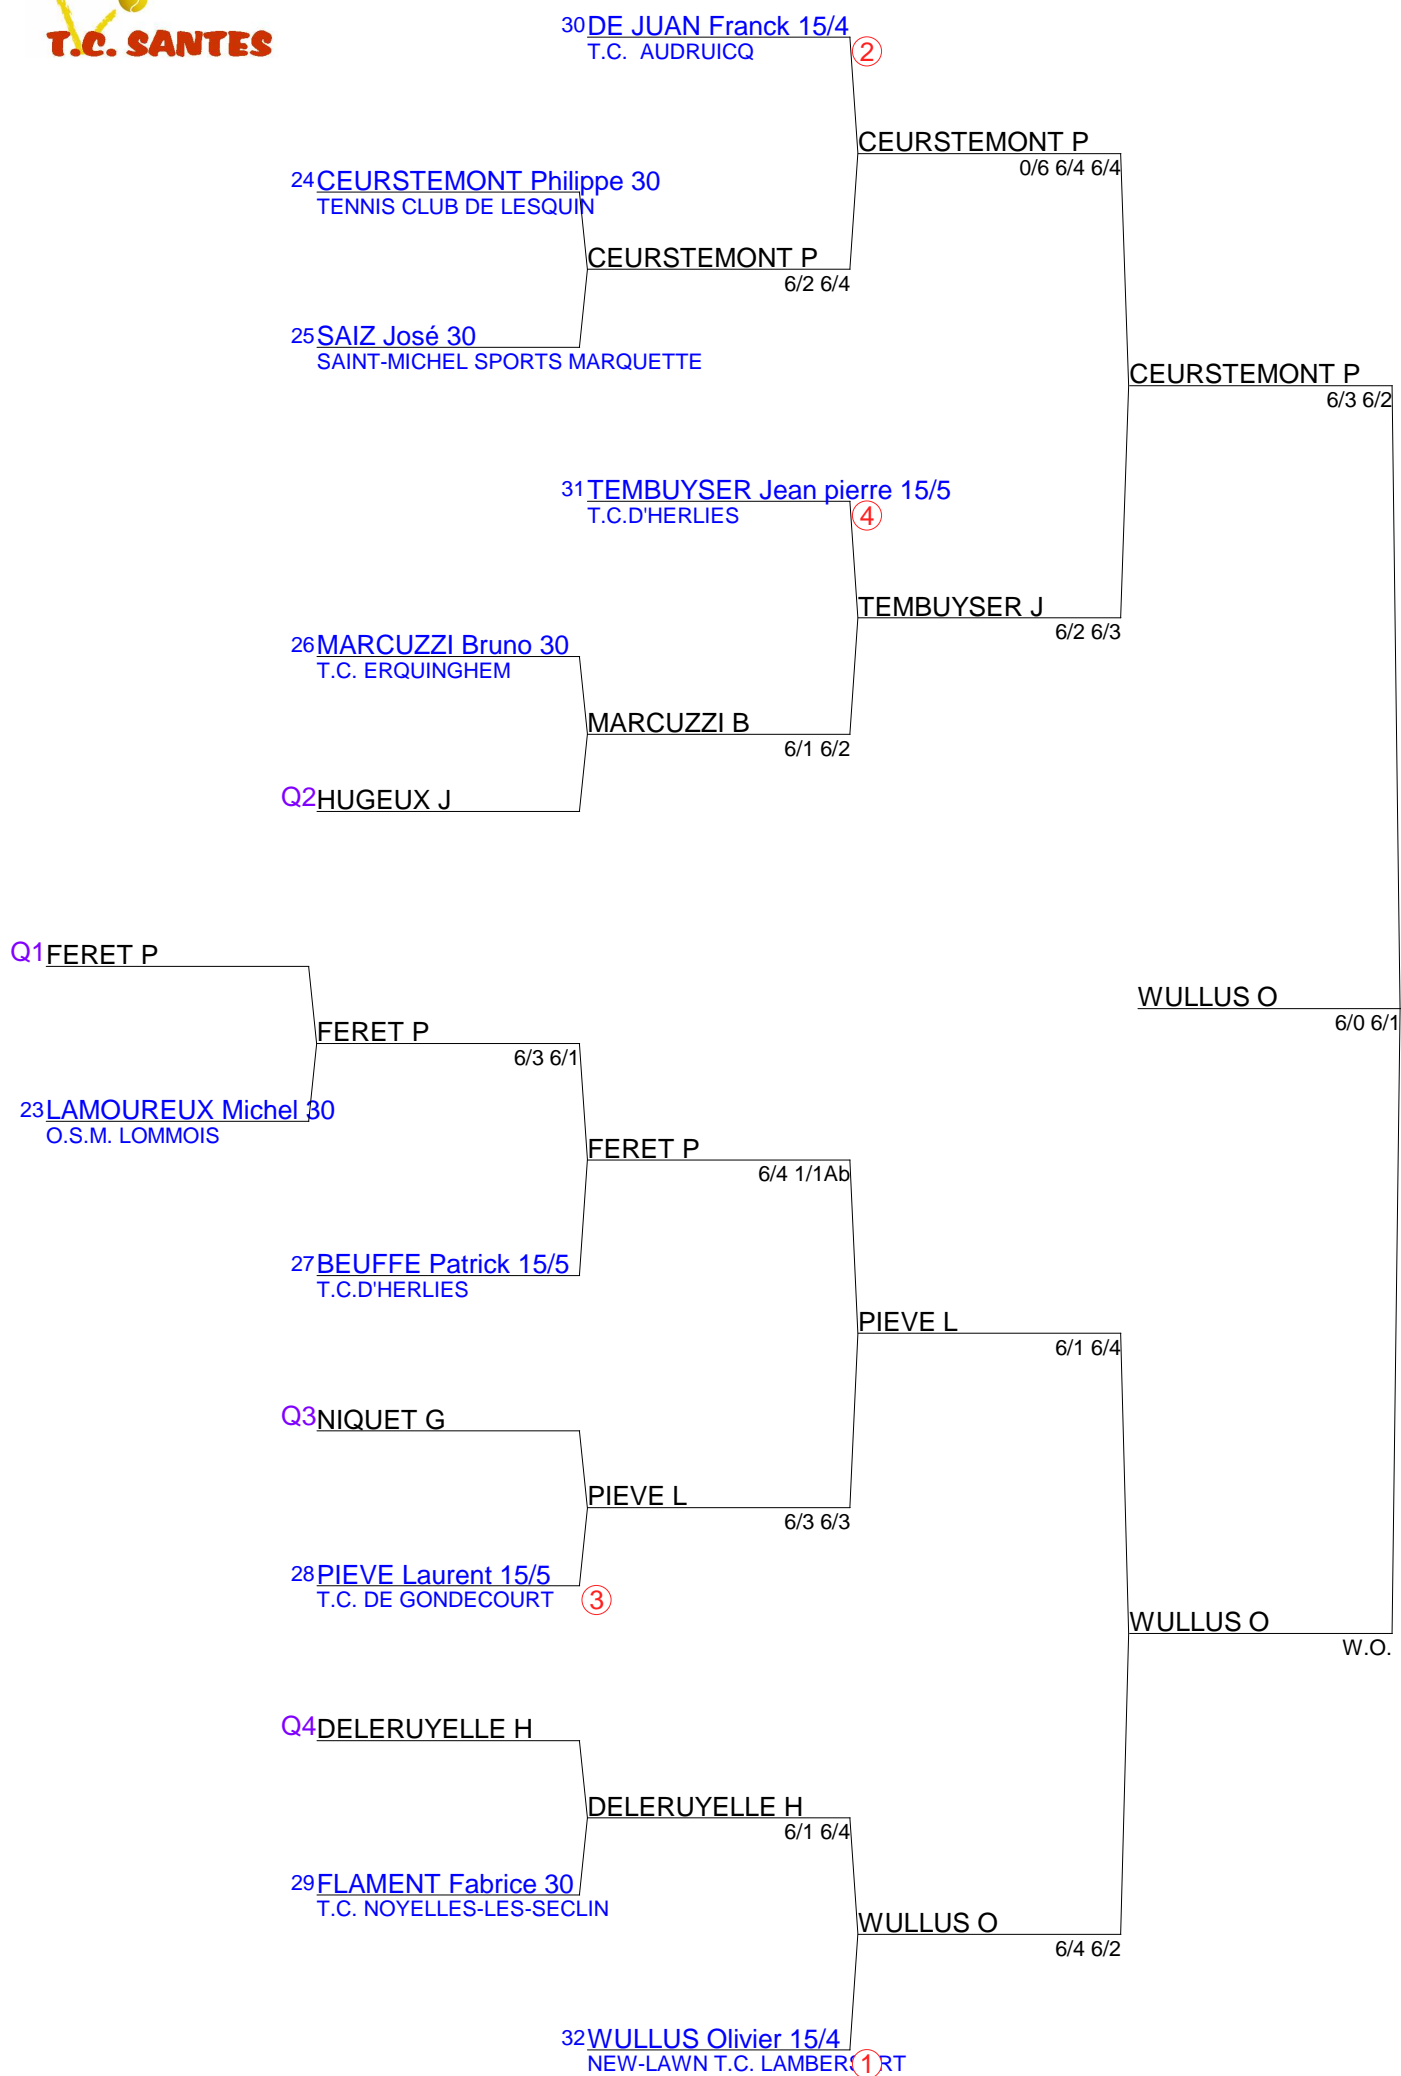 T.C. SANTES
30 DE JUAN Franck 15/4
T.C. AUDRUICQ
2
CEURSTEMONT P
0/6 6/4 6/4
24 CEURSTEMONT Philippe 30
TENNIS CLUB DE LESQUIN
CEURSTEMONT P
6/2 6/4
25 SAIZ José 30
SAINT-MICHEL SPORTS MARQUETTE
CEURSTEMONT P
6/3 6/2
31 TEMBUYSER Jean pierre 15/5
T.C.D'HERLIES
4
TEMBUYSER J
6/2 6/3
26 MARCUZZI Bruno 30
T.C. ERQUINGHEM
MARCUZZI B
6/1 6/2
Q2 HUGEUX J
Q1 FERET P
WULLUS O
6/0 6/1
FERET P
6/3 6/1
23 LAMOUREUX Michel 30
O.S.M. LOMMOIS
FERET P
6/4 1/1Ab
27 BEUFFE Patrick 15/5
T.C.D'HERLIES
PIEVE L
6/1 6/4
Q3 NIQUET G
PIEVE L
6/3 6/3
28 PIEVE Laurent 15/5
T.C. DE GONDECOURT
3
WULLUS O
W.O.
Q4 DELERUYELLE H
DELERUYELLE H
6/1 6/4
29 FLAMENT Fabrice 30
T.C. NOYELLES-LES-SECLIN
WULLUS O
6/4 6/2
32 WULLUS Olivier 15/4
NEW-LAWN T.C. LAMBERSART
1